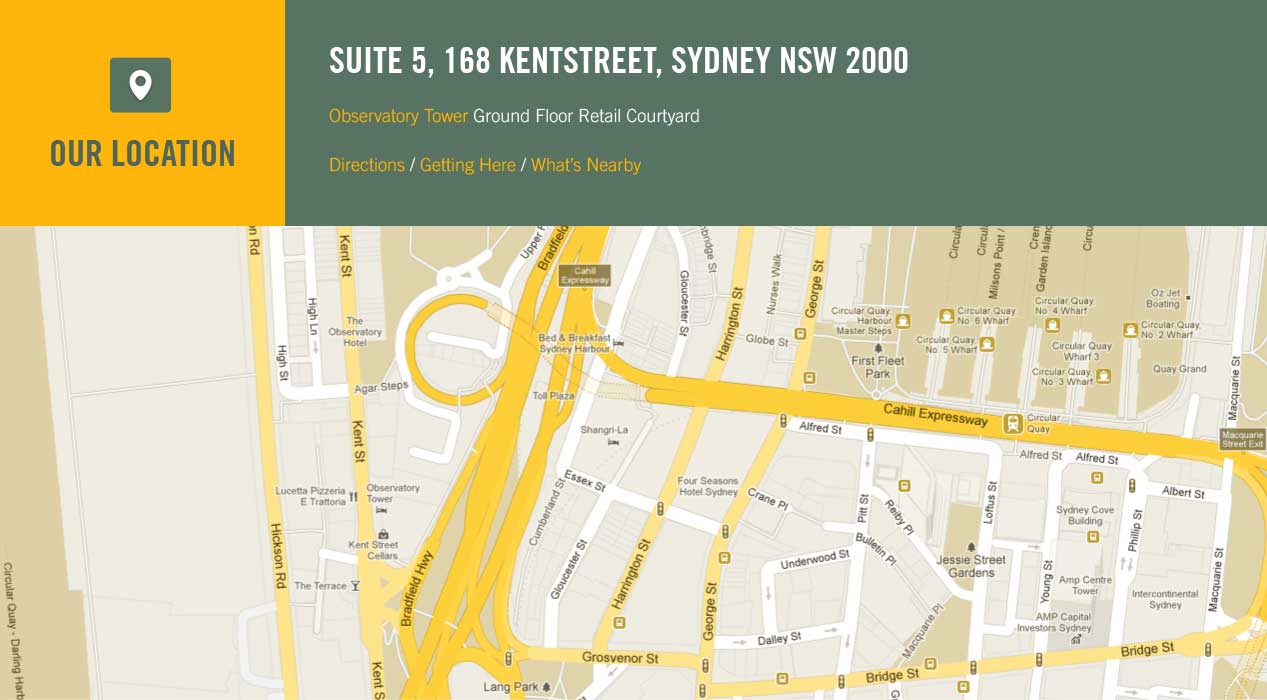 OUR LOCATION
SUITE 5, 168 KENTSTREET, SYDNEY NSW 2000
Observatory Tower Ground Floor Retail Courtyard
Directions / Getting Here / What's Nearby
Kent St
Bradfield
Cahill
Expressway
Gloucester St
Harrington St
Nurses Walk
George St
Milsons Point /
Garden Island
Oz Jet
Boating
Circular Quay,
Harbour
Master Steps
Circular Quay,
No. 6 Wharf
Circular Quay,
No. 4 Wharf
Circular Quay,
No. 5 Wharf
Circular Quay
Wharf 3
Circular Quay,
No. 2 Wharf
Circular Quay,
No. 3 Wharf
Quay Grand
High Ln
High St
The
Observatory
Hotel
Bed & Breakfast
Sydney Harbour
Globe St
First Fleet
Park
Macquarie St
Agar Steps
Toll Plaza
Cahill Expressway
Circular
Quay
Kent St
Shangri-La
Alfred St
Alfred St
Alfred St
Macquarie
Street Exit
Essex St
Four Seasons
Hotel Sydney
Crane Pl
Pitt St
Reiby Pl
Loftus St
Albert St
Lucetta Pizzeria
E Trattoria
Observatory
Tower
Cumberland St
Sydney Cove
Building
Phillip St
Kent Street
Cellars
Hickson Rd
Bulletin Pl
Underwood St
Jessie Street
Gardens
Gloucester St
Harrington St
The Terrace
Bradfield Hwy
George St
Young St
Amp Centre
Tower
Intercontinental
Sydney
Macquarie St
AMP Capital
Investors Sydney
Macquarie Pl
Dalley St
Circular Quay - Darling Harb
Grosvenor St
Bridge St
Bridge St
Kent S
Lang Park